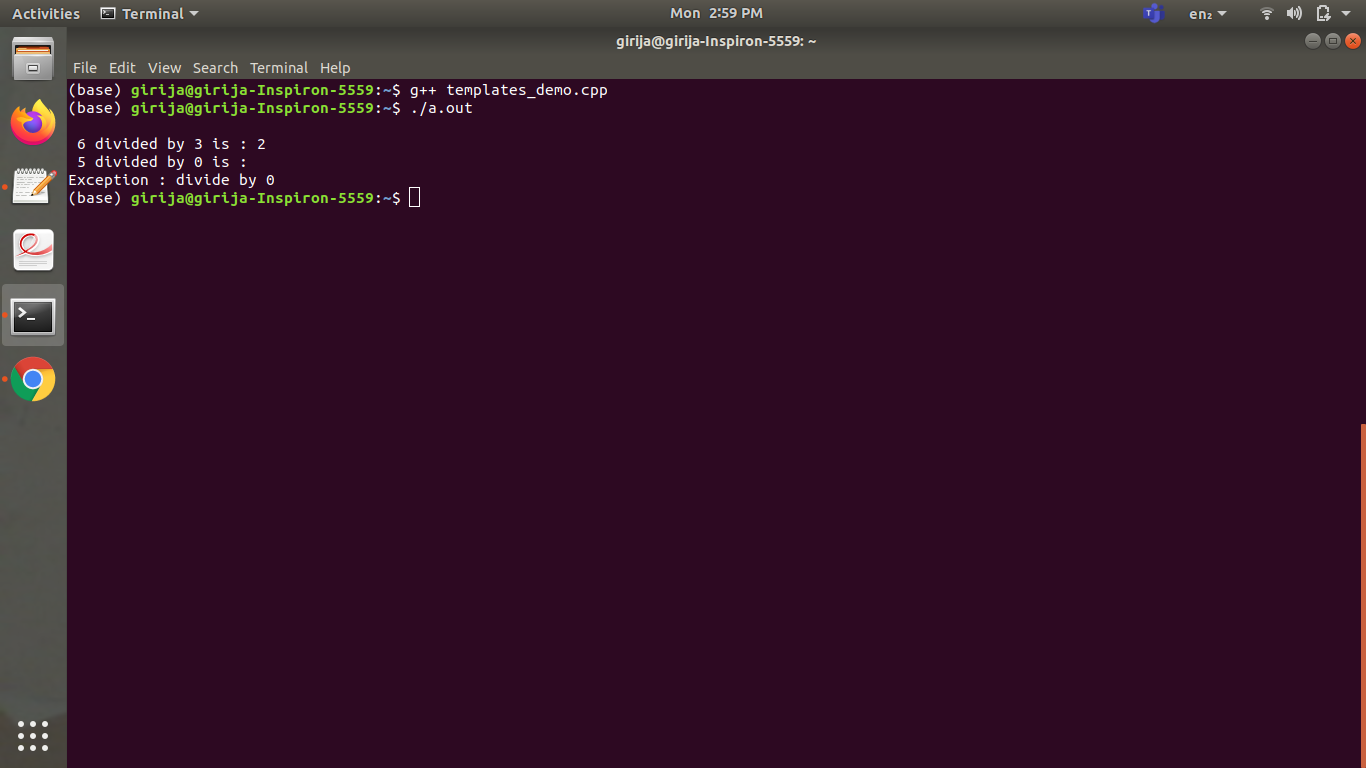 Activities Terminal Mon 2:59 PM en₂
girija@girija-Inspiron-5559: ~
File Edit View Search Terminal Help
(base) girija@girija-Inspiron-5559:~$ g++ templates_demo.cpp
(base) girija@girija-Inspiron-5559:~$ ./a.out
6 divided by 3 is : 2
5 divided by 0 is :
Exception : divide by 0
(base) girija@girija-Inspiron-5559:~$